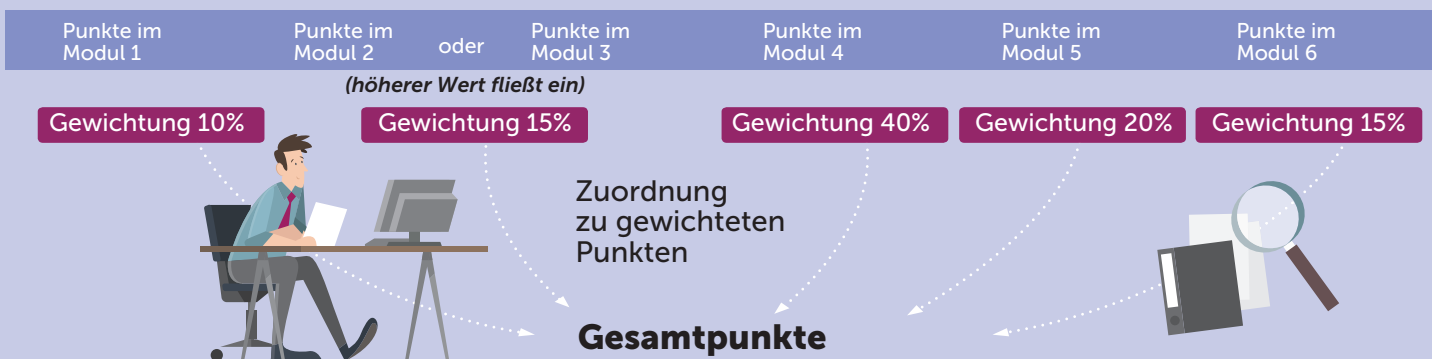 Punkte im
Modul 1
Punkte im
Modul 2
oder
Punkte im
Modul 3
Punkte im
Modul 4
Punkte im
Modul 5
Punkte im
Modul 6
(höherer Wert fließt ein)
Gewichtung 10%
Gewichtung 15%
Gewichtung 40%
Gewichtung 20%
Gewichtung 15%
Zuordnung
zu gewichteten
Punkten
Gesamtpunkte